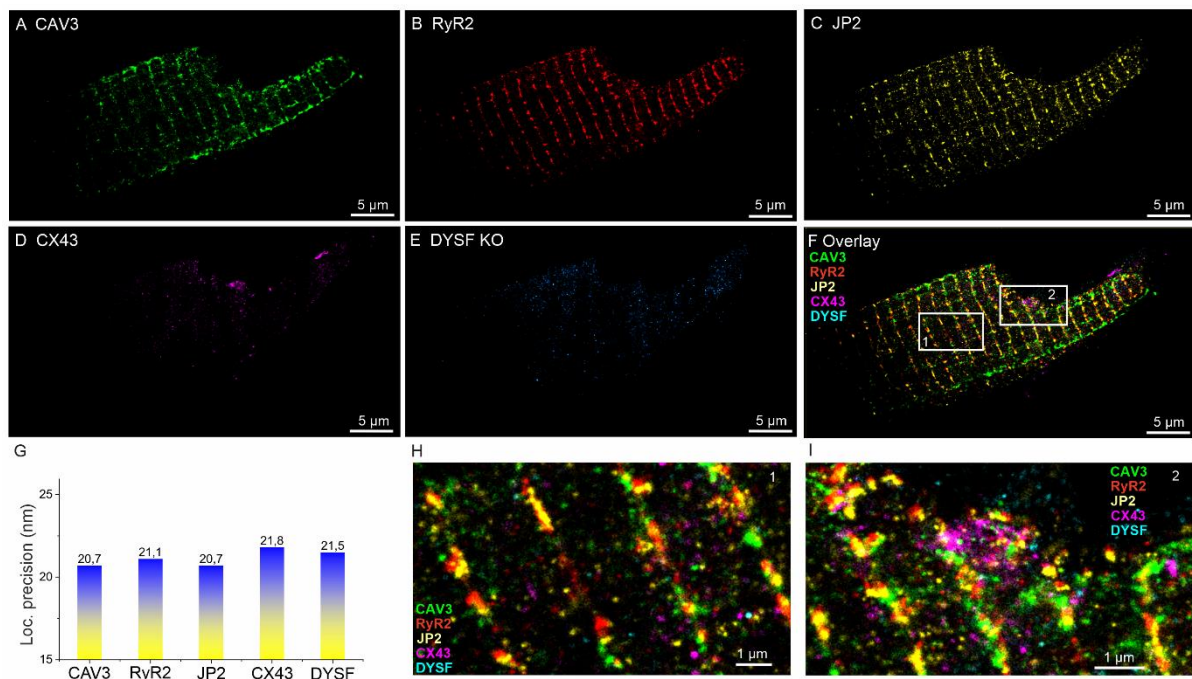 A CAV3
5 µm
B RyR2
5 µm
C JP2
5 µm
D CX43
5 µm
E DYSF KO
5 µm
F Overlay
CAV3
RyR2
JP2
CX43
DYSF
1
2
5 µm
G
Loc. precision (nm)
25
20
15
20,7
21,1
20,7
21,8
21,5
CAV3 RyR2 JP2 CX43 DYSF
H
1
CAV3
RyR2
JP2
CX43
DYSF
1 µm
I
2
CAV3
RyR2
JP2
CX43
DYSF
1 µm